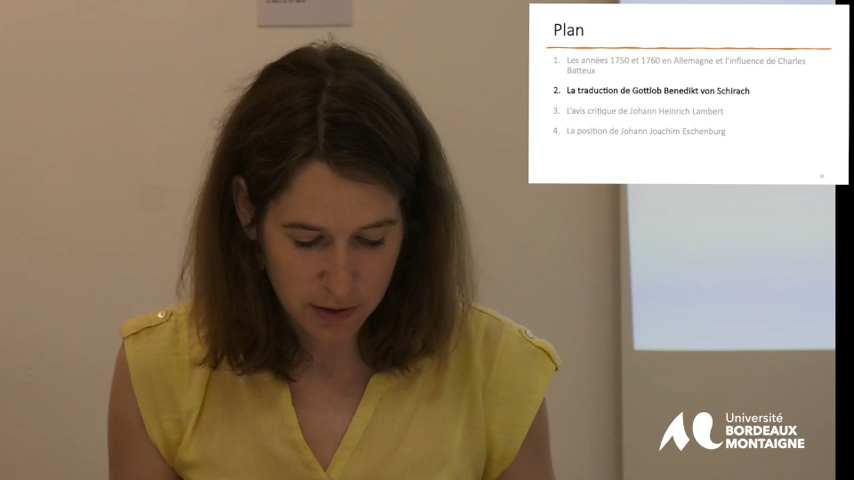 Plan
1. Les années 1750 et 1760 en Allemagne et l'influence de Charles
Batteux
2. La traduction de Gottlob Benedikt von Schirach
3. L'avis critique de Johann Heinrich Lambert
4. La position de Johann Joachim Eschenburg
Université
BORDEAUX
MONTAIGNE